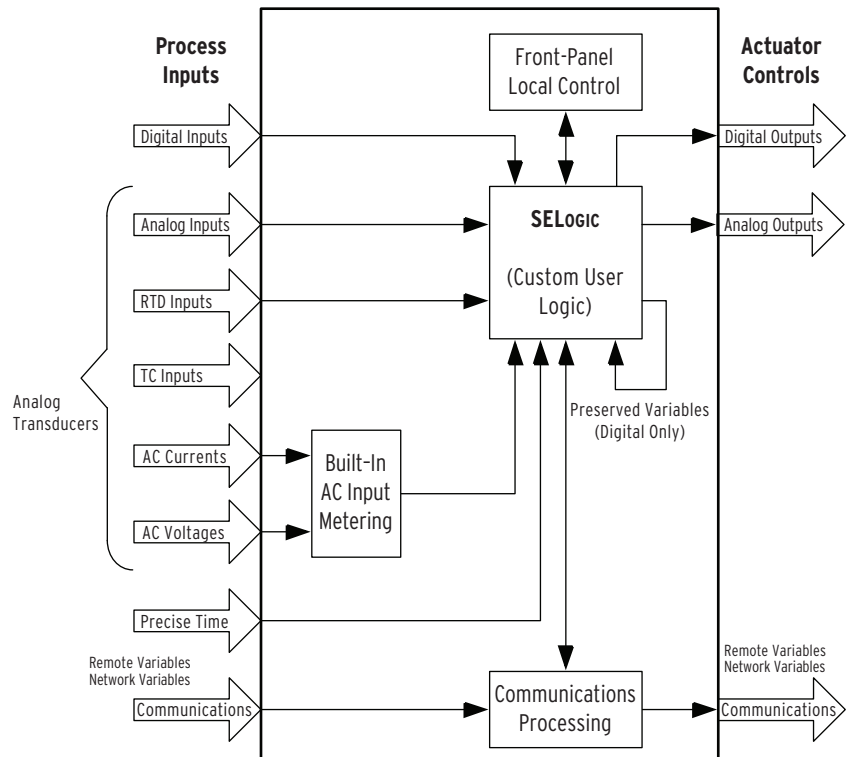 Process
Inputs
Front-Panel
Local Control
Actuator
Controls
Digital Inputs
Digital Outputs
Analog Inputs
SELOGIC
Analog Outputs
(Custom User
Logic)
RTD Inputs
TC Inputs
Analog
Transducers
Preserved Variables
(Digital Only)
AC Currents
Built-In
AC Input
Metering
AC Voltages
Precise Time
Remote Variables
Network Variables
Communications
Communications
Processing
Remote Variables
Network Variables
Communications